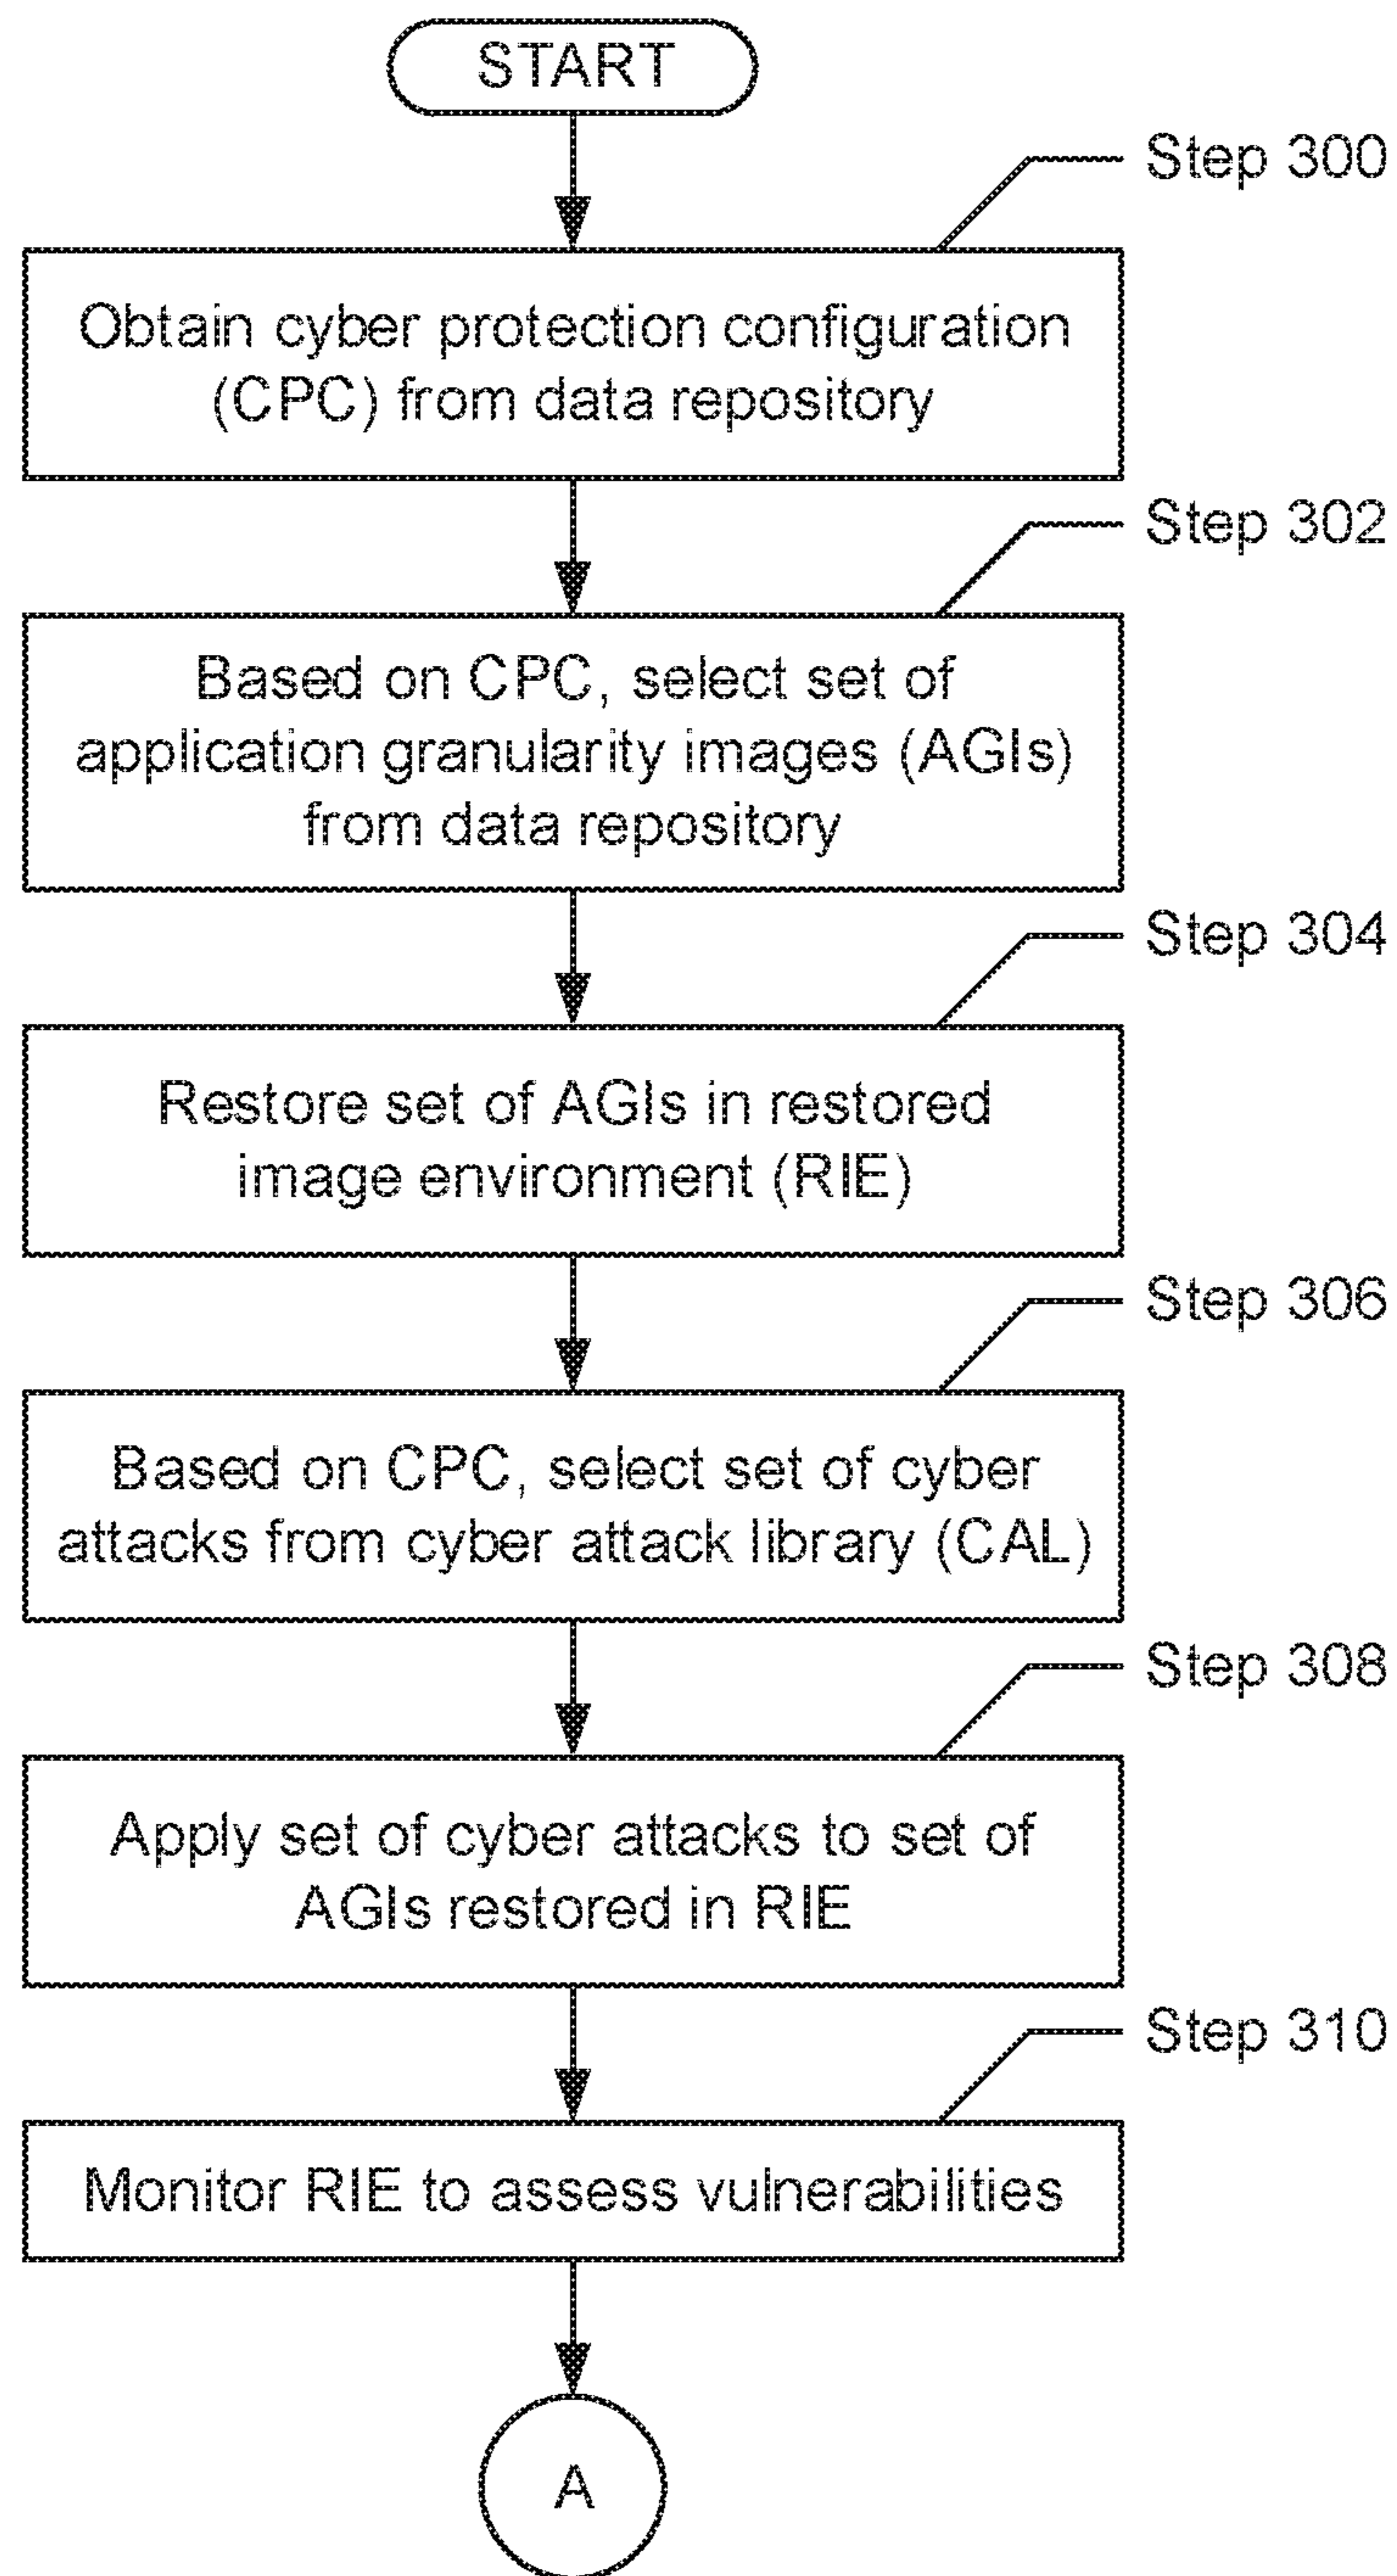 START
Step 300
Obtain cyber protection configuration
(CPC) from data repository
Step 302
Based on CPC, select set of
application granularity images (AGIs)
from data repository
Step 304
Restore set of AGIs in restored
image environment (RIE)
Step 306
Based on CPC, select set of cyber
attacks from cyber attack library (CAL)
Step 308
Apply set of cyber attacks to set of
AGIs restored in RIE
Step 310
Monitor RIE to assess vulnerabilities
A